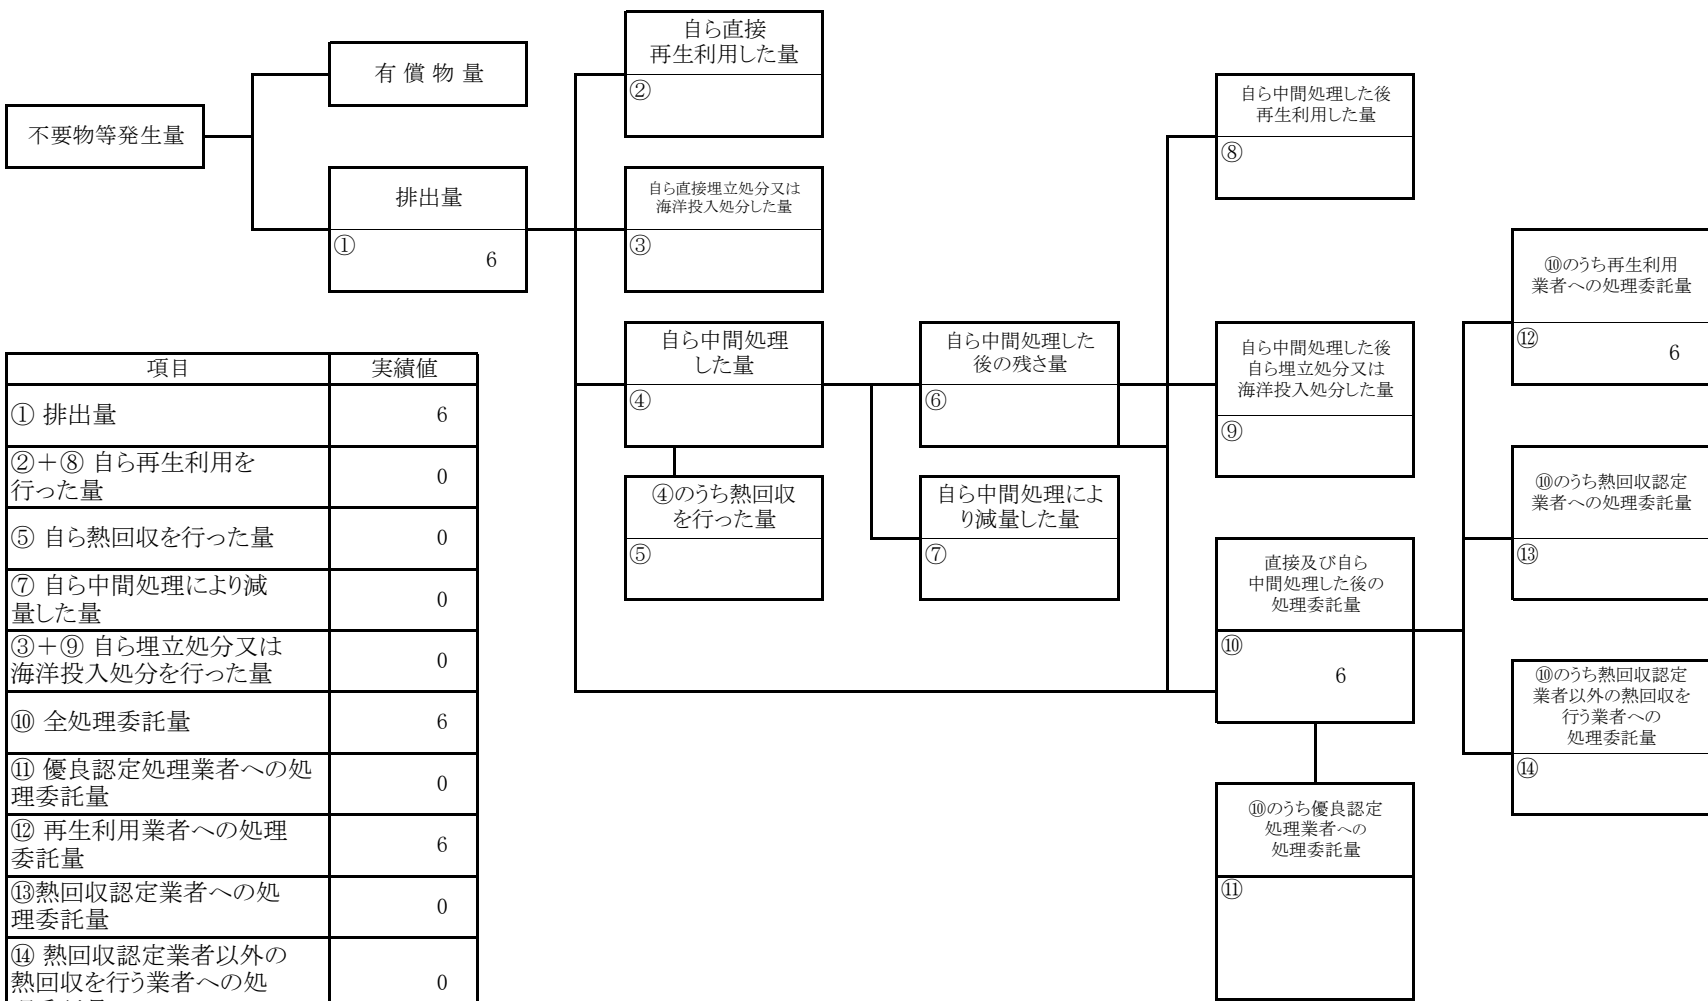 自ら直接
再生利用した量
②
有 償 物 量
不要物等発生量
自ら中間処理した後
再生利用した量
⑧
排出量
①
6
自ら直接埋立処分又は
海洋投入処分した量
③
⑩のうち再生利用
業者への処理委託量
⑫
6
自ら中間処理
した量
④
自ら中間処理した
後の残さ量
⑥
自ら中間処理した後
自ら埋立処分又は
海洋投入処分した量
⑨
④のうち熱回収
を行った量
⑤
自ら中間処理によ
り減量した量
⑦
⑩のうち熱回収認定
業者への処理委託量
⑬
直接及び自ら
中間処理した後の
処理委託量
⑩
6
⑩のうち熱回収認定
業者以外の熱回収を
行う業者への
処理委託量
⑭
⑩のうち優良認定
処理業者への
処理委託量
⑪
項目 実績値
① 排出量 6
②＋⑧ 自ら再生利用を
行った量 0
⑤ 自ら熱回収を行った量 0
⑦ 自ら中間処理により減
量した量 0
③＋⑨ 自ら埋立処分又は
海洋投入処分を行った量 0
⑩ 全処理委託量 6
⑪ 優良認定処理業者への処
理委託量 0
⑫ 再生利用業者への処理
委託量 6
⑬熱回収認定業者への処
理委託量 0
⑭ 熱回収認定業者以外の
熱回収を行う業者への処 0